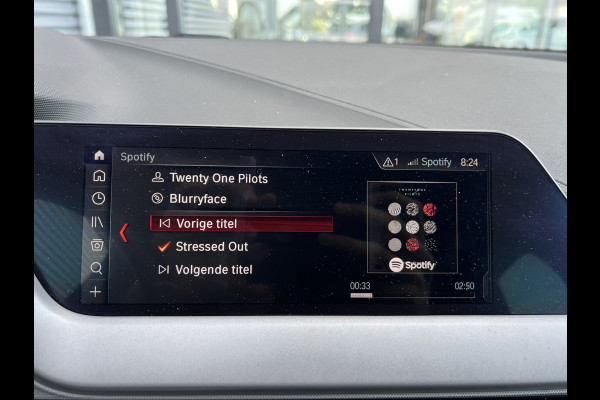 Spotify
1 Spotify 8:24
Twenty One Pilots
Blurryface
Vorige titel
Stressed Out
Volgende titel
Spotify
00:33 02:50